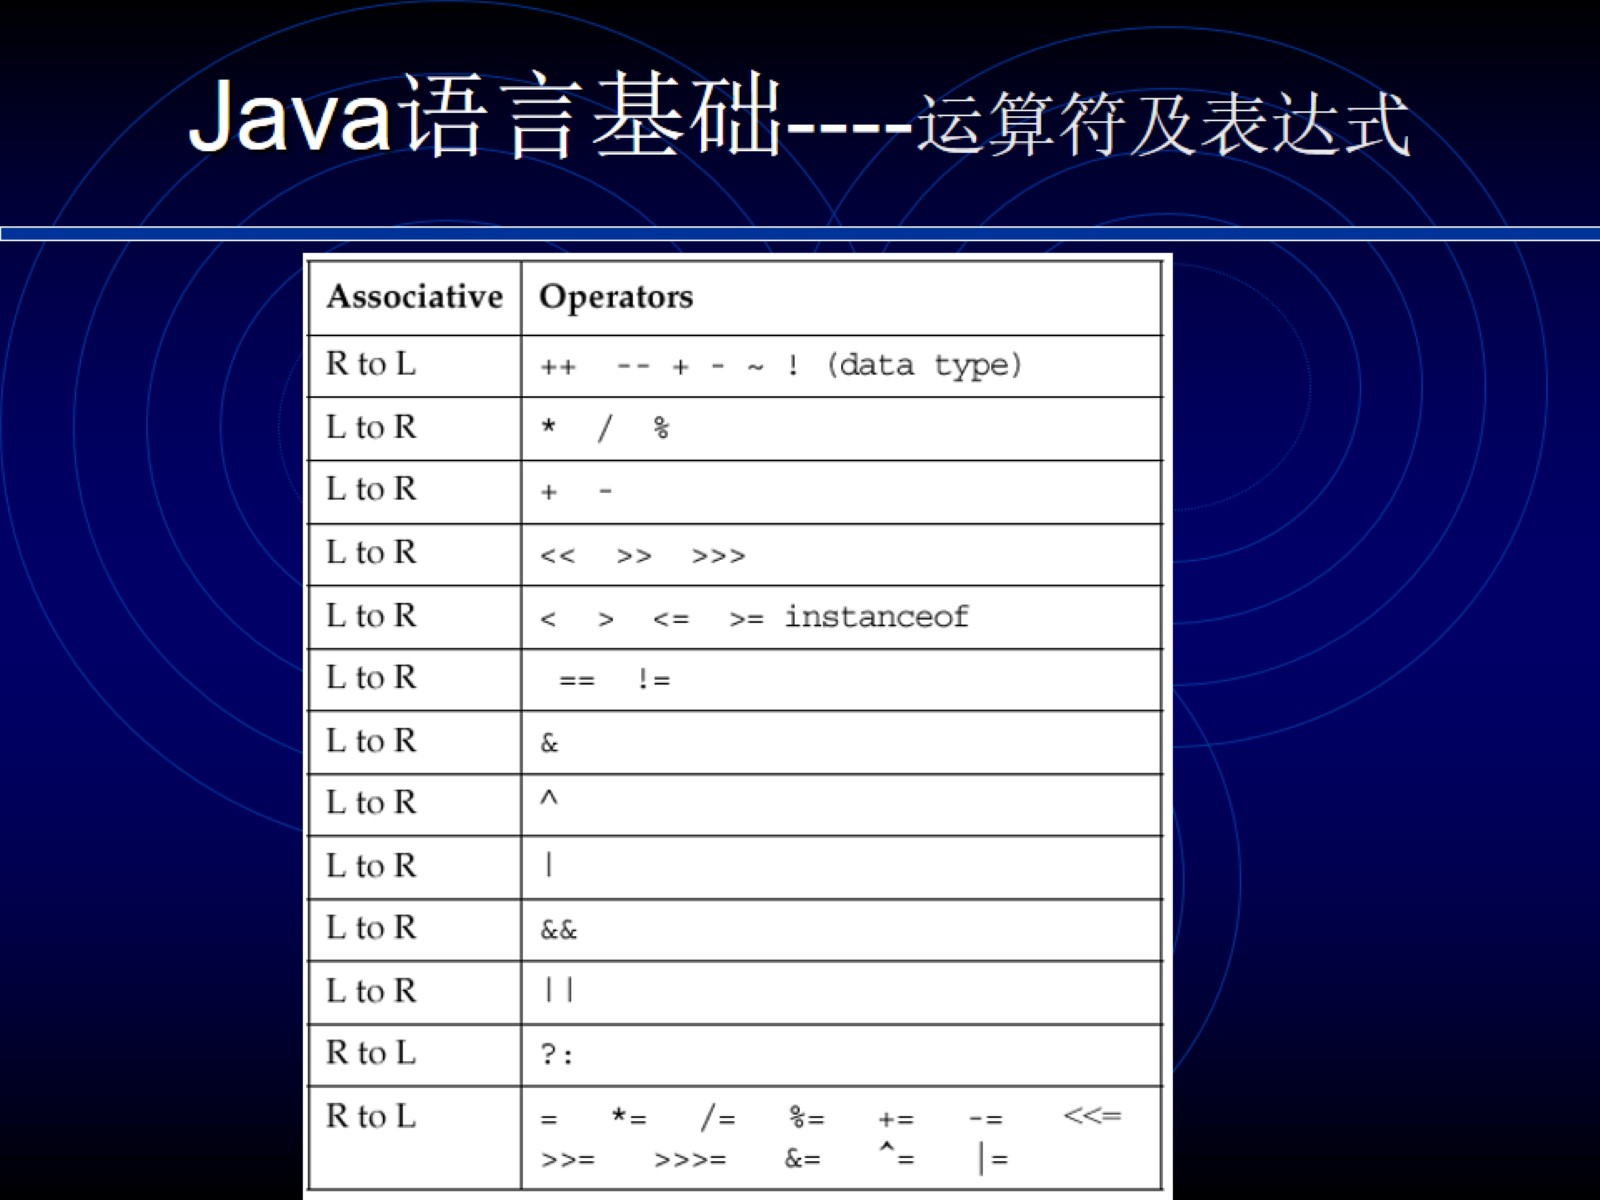 Java语言基础----运算符及表达式
Associative Operators
R to L ++ -- + - ~ ! (data type)
L to R * / %
L to R + -
L to R << >> >>>
L to R < > <= >= instanceof
L to R == !=
L to R &
L to R ^
L to R |
L to R &&
L to R ||
R to L ?:
R to L = *= /= %= += -= <<=
>>= >>>= &= ^= |=